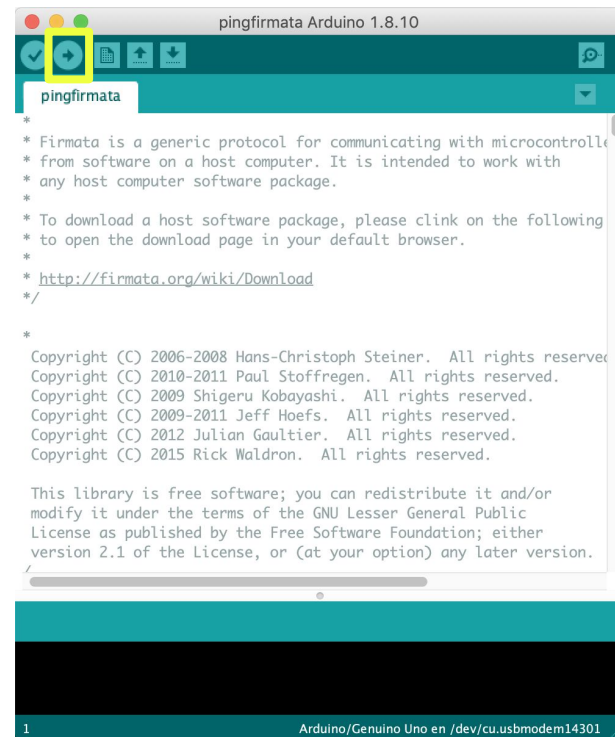 pingfirmata Arduino 1.8.10
pingfirmata
*
* Firmata is a generic protocol for communicating with microcontrolle
* from software on a host computer. It is intended to work with
* any host computer software package.
*
* To download a host software package, please clink on the following
* to open the download page in your default browser.
*
* http://firmata.org/wiki/Download
*/
*
Copyright (C) 2006-2008 Hans-Christoph Steiner.  All rights reserved
Copyright (C) 2010-2011 Paul Stoffregen.  All rights reserved.
Copyright (C) 2009 Shigeru Kobayashi.  All rights reserved.
Copyright (C) 2009-2011 Jeff Hoefs.  All rights reserved.
Copyright (C) 2012 Julian Gaultier.  All rights reserved.
Copyright (C) 2015 Rick Waldron.  All rights reserved.
This library is free software; you can redistribute it and/or
modify it under the terms of the GNU Lesser General Public
License as published by the Free Software Foundation; either
version 2.1 of the License, or (at your option) any later version.
/
1 Arduino/Genuino Uno en /dev/cu.usbmodem14301